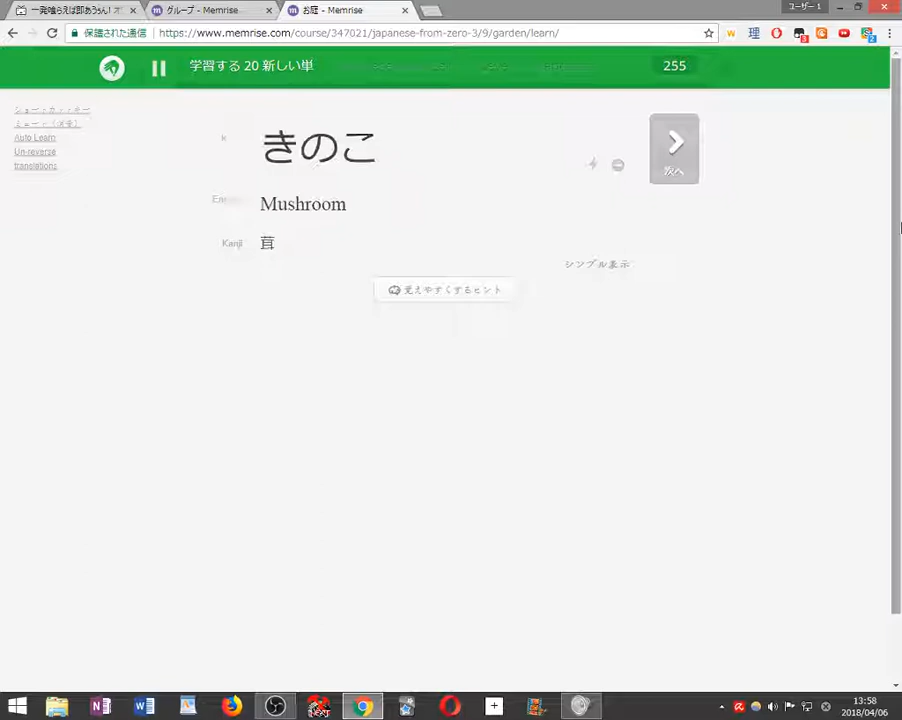 一発喰らえば即あうあうん! オ
グループ - Memrise
お庭 - Memrise
ユーザー 1
保護された通信
https://www.memrise.com/course/347021/japanese-from-zero-3/9/garden/learn/
学習する 20 新しい単
255
Auto Learn
Un-reverse
translations
きのこ
次へ
Mushroom
Kanji
茸
シンプル表示
覚えやすくするヒント
13:58
2018/04/06